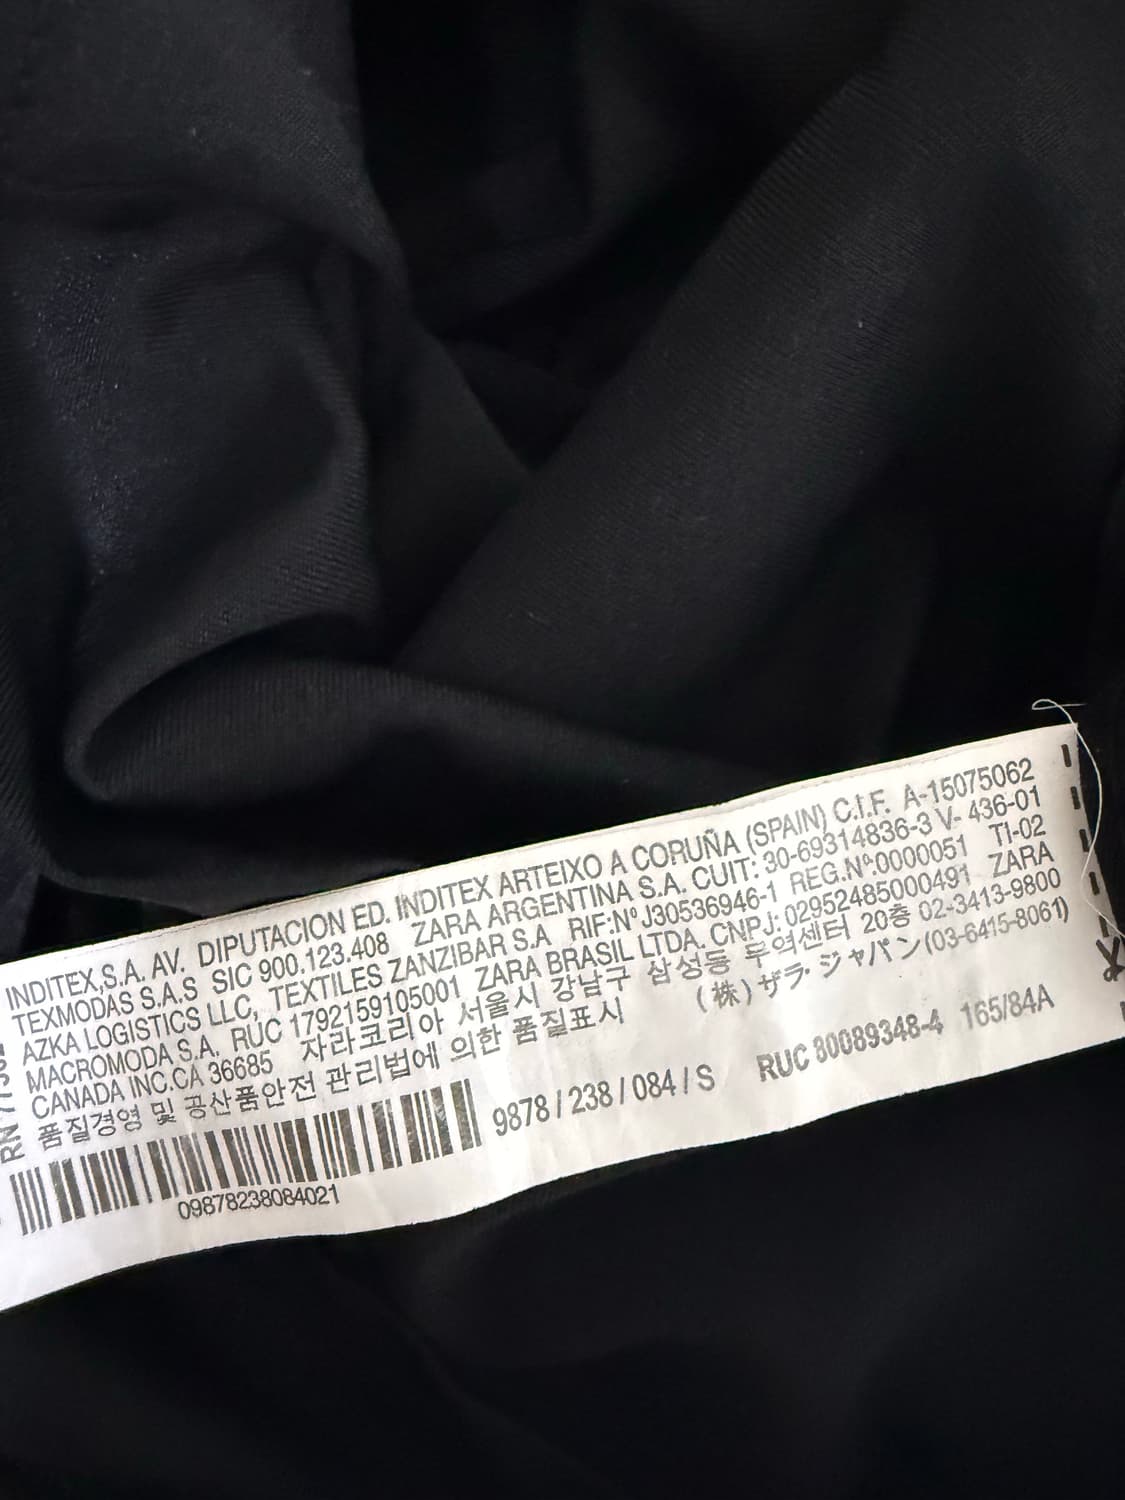 INDITEX,S.A. AV. DIPUTACION ED. INDITEX ARTEIXO A CORUÑA (SPAIN) C.I.F. A-15075062
TEXMODAS S.A.S SIC 900.123.408 ZARA ARGENTINA S.A. CUIT: 30-69314836-3 V- 436-01
AZKA LOGISTICS LLC, TEXTILES ZANZIBAR S.A RIF:Nº J30536946-1 REG.Nª.0000051 TI-02
MACROMODA S.A. RUC 1792159105001 ZARA BRASIL LTDA. CNPJ: 02952485000491 ZARA
CANADA INC.CA 36685 자라코리아 서울시 강남구 삼성동 무역센터 20층 02-3413-9800
품질경영 및 공산품안전 관리법에 의한 품질표시 (株)ザラ・ジャパン(03-6415-8061)
9878 / 238 / 084 / S RUC 80089348-4 165/84A
09878238084021
RN